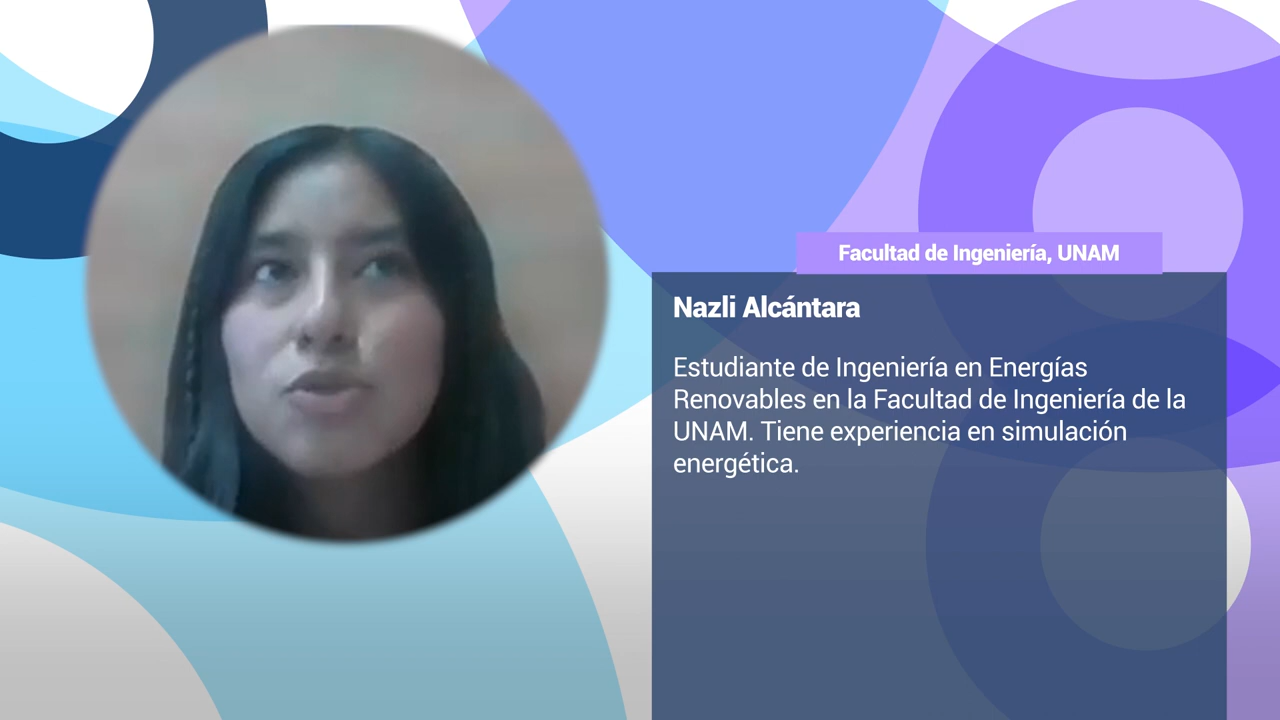 Facultad de Ingeniería, UNAM
Nazli Alcántara
Estudiante de Ingeniería en Energías
Renovables en la Facultad de Ingeniería de la
UNAM. Tiene experiencia en simulación
energética.